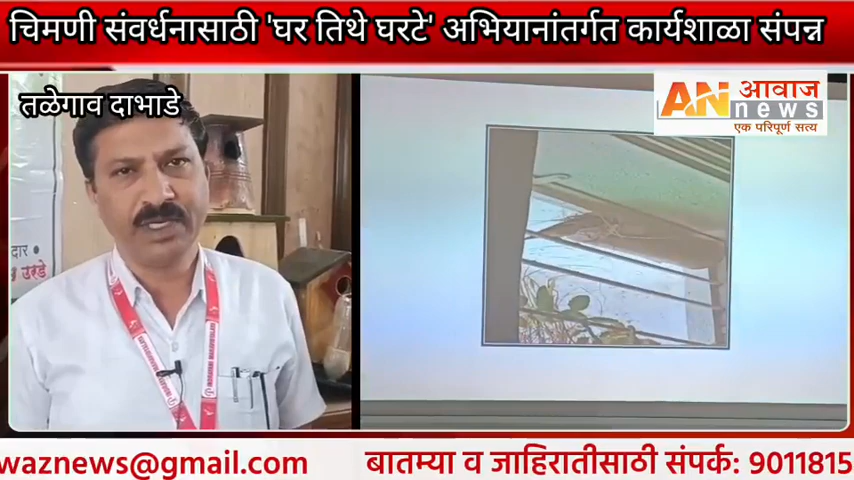 चिमणी संवर्धनासाठी 'घर तिथे घरटे' अभियानांतर्गत कार्यशाळा संपन्न
तळेगाव दाभाडे
AN आवाज
news
एक परिपूर्ण सत्य
दार
उरडे
waznews@gmail.com बातम्या व जाहिरातीसाठी संपर्क: 9011815